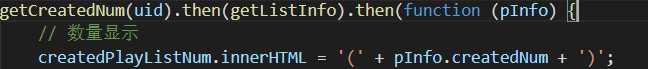 getCreatedNum(uid).then(getListInfo).then(function (pInfo) {
// 数量显示
createdPlayListNum.innerHTML = '(' + pInfo.createdNum + ')';